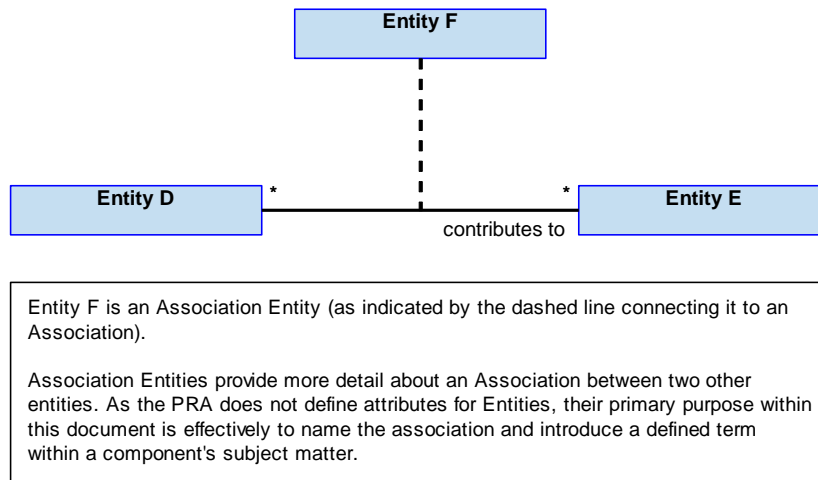 Entity F
* *
Entity D Entity E
contributes to
Entity F is an Association Entity (as indicated by the dashed line connecting it to an
Association).
Association Entities provide more detail about an Association between two other
entities. As the PRA does not define attributes for Entities, their primary purpose within
this document is effectively to name the association and introduce a defined term
within a component's subject matter.